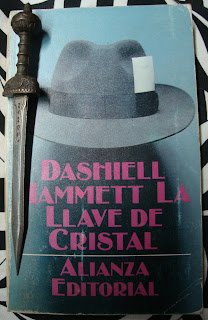 DASHIELL
HAMMETT LA
LLAVE DE
CRISTAL
ALIANZA
EDITORIAL